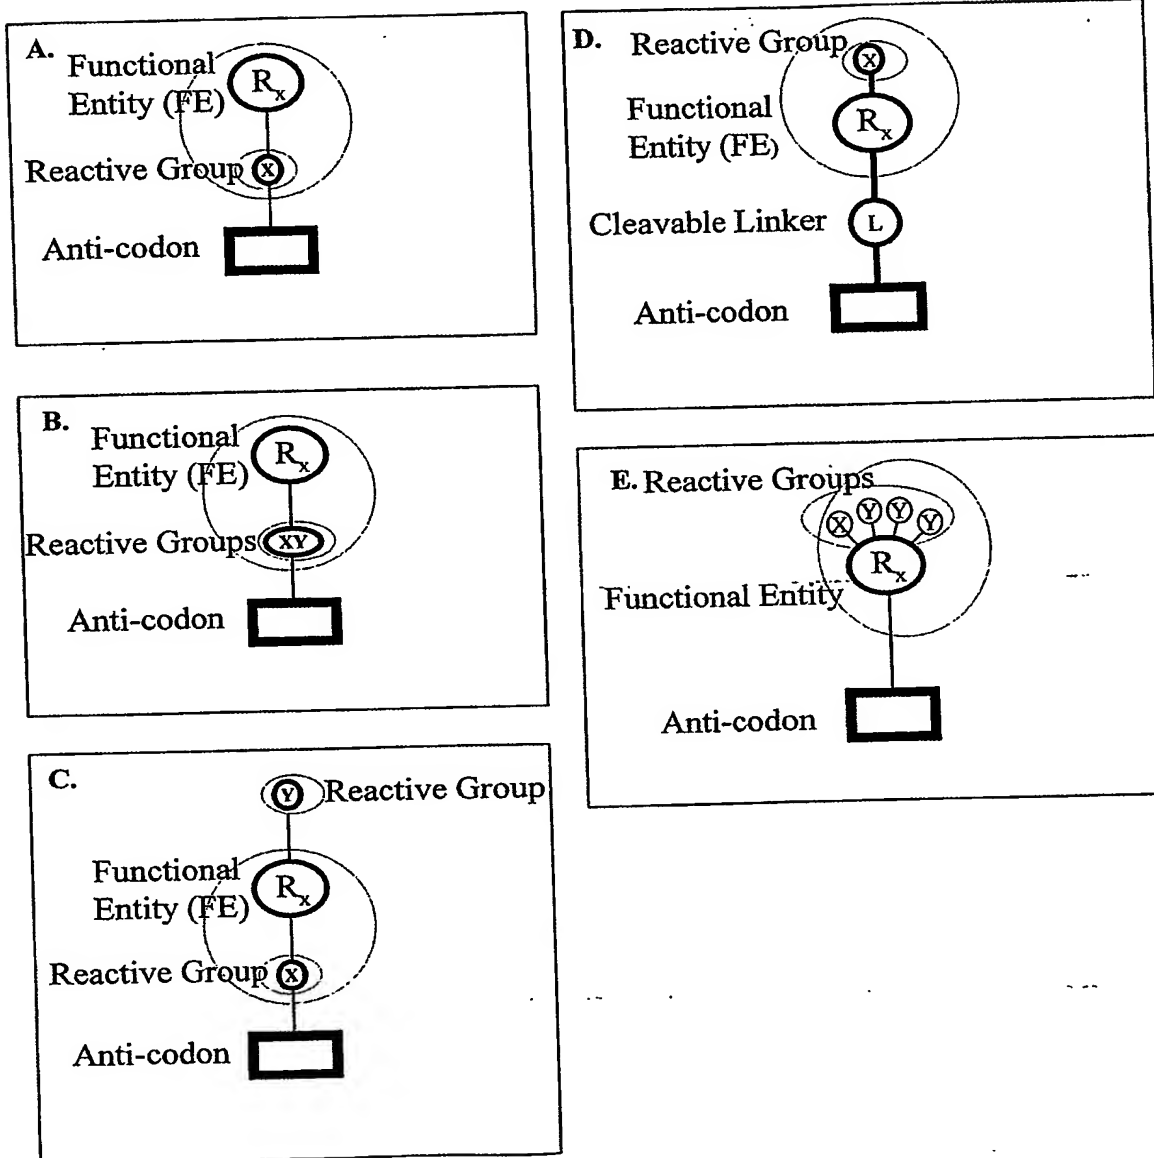 A.
Functional
Entity (FE)
Rx
Reactive Group
X
Anti-codon
B.
Functional
Entity (FE)
Rx
Reactive Groups
XY
Anti-codon
C.
Y
Reactive Group
Functional
Entity (FE)
Rx
Reactive Group
X
Anti-codon
D.
Reactive Group
X
Functional
Entity (FE)
Rx
Cleavable Linker
L
Anti-codon
E. Reactive Groups
X Y Y Y
Rx
Functional Entity
Anti-codon